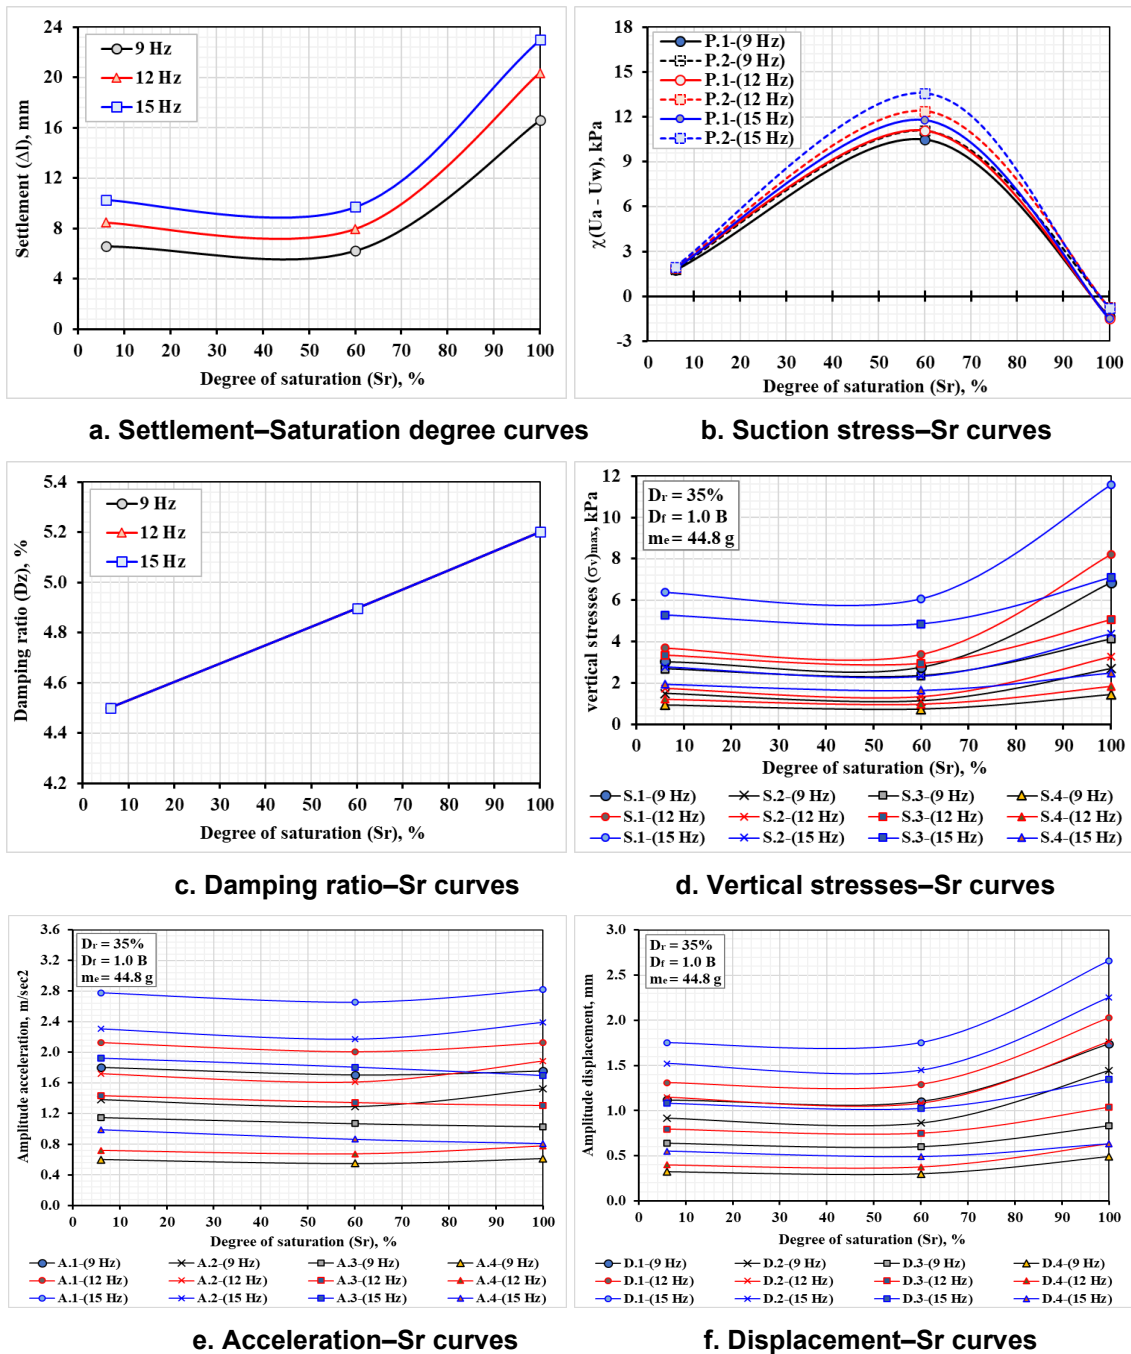 Settlement (Δl), mm
24
20
16
12
8
4
0
9 Hz
12 Hz
15 Hz
0 10 20 30 40 50 60 70 80 90 100
Degree of saturation (Sr), %
a. Settlement–Saturation degree curves
χ(Ua - Uw), kPa
18
15
12
9
6
3
0
-3
P.1-(9 Hz)
P.2-(9 Hz)
P.1-(12 Hz)
P.2-(12 Hz)
P.1-(15 Hz)
P.2-(15 Hz)
0 10 20 30 40 50 60 70 80 90 100
Degree of saturation (Sr), %
b. Suction stress–Sr curves
Damping ratio (Dz), %
5.4
5.2
5.0
4.8
4.6
4.4
4.2
9 Hz
12 Hz
15 Hz
0 10 20 30 40 50 60 70 80 90 100
Degree of saturation (Sr), %
c. Damping ratio–Sr curves
vertical stresses (σv)max, kPa
12
10
8
6
4
2
0
Dr = 35%
Df = 1.0 B
me = 44.8 g
0 10 20 30 40 50 60 70 80 90 100
Degree of saturation (Sr), %
S.1-(9 Hz) S.2-(9 Hz) S.3-(9 Hz) S.4-(9 Hz)
S.1-(12 Hz) S.2-(12 Hz) S.3-(12 Hz) S.4-(12 Hz)
S.1-(15 Hz) S.2-(15 Hz) S.3-(15 Hz) S.4-(15 Hz)
d. Vertical stresses–Sr curves
Amplitude acceleration, m/sec2
3.6
3.2
2.8
2.4
2.0
1.6
1.2
0.8
0.4
0.0
Dr = 35%
Df = 1.0 B
me = 44.8 g
0 10 20 30 40 50 60 70 80 90 100
Degree of saturation (Sr), %
A.1-(9 Hz) A.2-(9 Hz) A.3-(9 Hz) A.4-(9 Hz)
A.1-(12 Hz) A.2-(12 Hz) A.3-(12 Hz) A.4-(12 Hz)
A.1-(15 Hz) A.2-(15 Hz) A.3-(15 Hz) A.4-(15 Hz)
e. Acceleration–Sr curves
Amplitude displacement, mm
3.0
2.5
2.0
1.5
1.0
0.5
0.0
Dr = 35%
Df = 1.0 B
me = 44.8 g
0 10 20 30 40 50 60 70 80 90 100
Degree of saturation (Sr), %
D.1-(9 Hz) D.2-(9 Hz) D.3-(9 Hz) D.4-(9 Hz)
D.1-(12 Hz) D.2-(12 Hz) D.3-(12 Hz) D.4-(12 Hz)
D.1-(15 Hz) D.2-(15 Hz) D.3-(15 Hz) D.4-(15 Hz)
f. Displacement–Sr curves